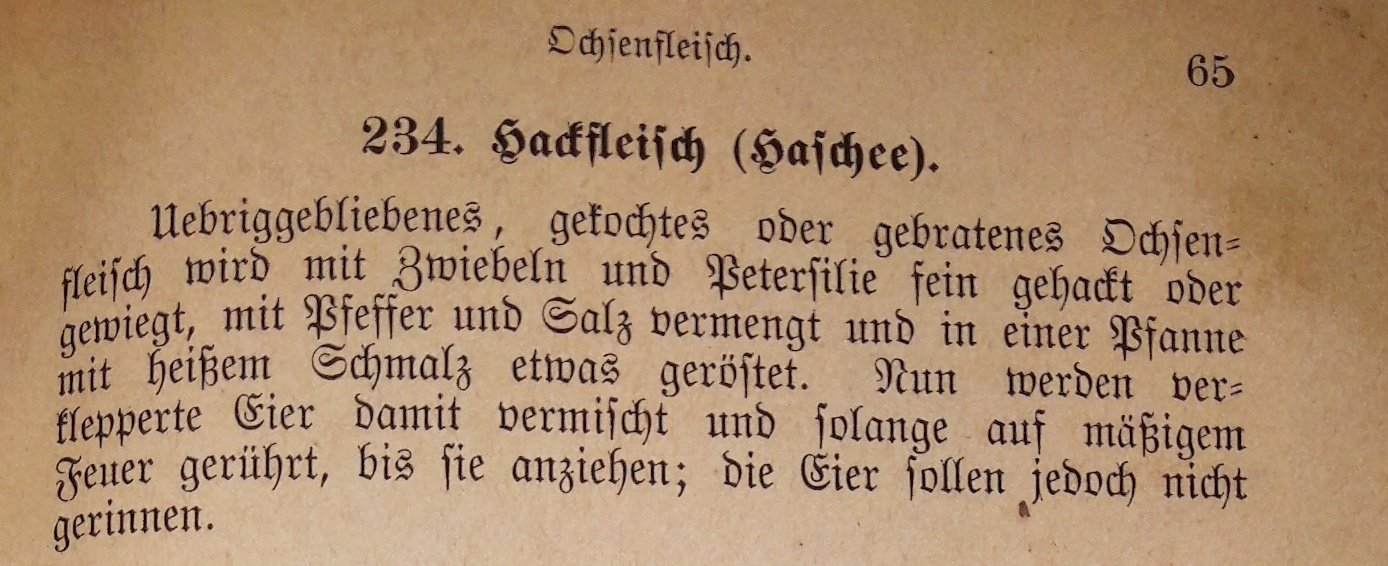 Ochsenfleisch.
65
234. Hackfleisch (Haschee).
Uebriggebliebenes, gekochtes oder gebratenes Ochsen=
fleisch wird mit Zwiebeln und Petersilie fein gehackt oder
gewiegt, mit Pfeffer und Salz vermengt und in einer Pfanne
mit heißem Schmalz etwas geröstet. Nun werden ver=
klepperte Eier damit vermischt und solange auf mäßigem
Feuer gerührt, bis sie anziehen; die Eier sollen jedoch nicht
gerinnen.